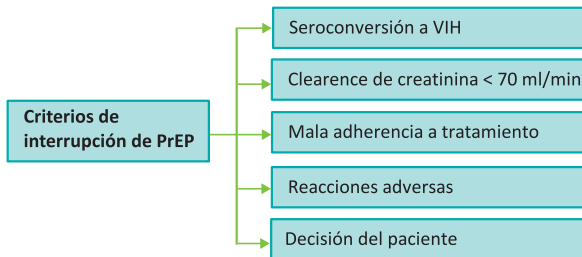 Criterios de
interrupción de PrEP
Seroconversión a VIH
Clearence de creatinina < 70 ml/min
Mala adherencia a tratamiento
Reacciones adversas
Decisión del paciente